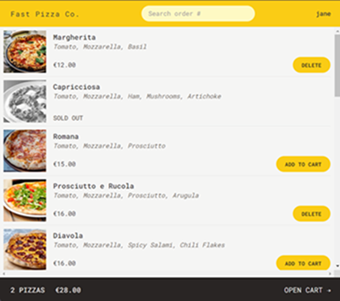 Fast Pizza Co.
Search order #
jane
Margherita
Tomato, Mozzarella, Basil
€12.00
DELETE
Capricciosa
Tomato, Mozzarella, Ham, Mushrooms, Artichoke
SOLD OUT
Romana
Tomato, Mozzarella, Prosciutto
€15.00
ADD TO CART
Prosciutto e Rucola
Tomato, Mozzarella, Prosciutto, Arugula
€16.00
DELETE
Diavola
Tomato, Mozzarella, Spicy Salami, Chili Flakes
€16.00
ADD TO CART
2 PIZZAS €28.00
OPEN CART →